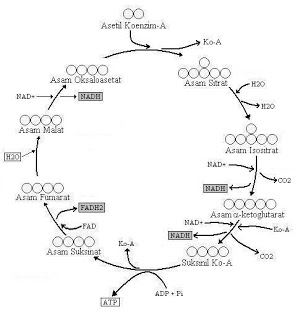 Asetil Koenzim-A
Ko-A
Asam Oksaloasetat
Asam Sitrat
H2O
H2O
NAD+
NADH
Asam Malat
Asam Isositrat
NAD+
CO2
NADH
H2O
Asam Fumarat
Asam α-ketoglutarat
FADH2
NAD+
NADH
Ko-A
FAD
Asam Suksinat
Ko-A
CO2
Suksinil Ko-A
ATP
ADP + Pi